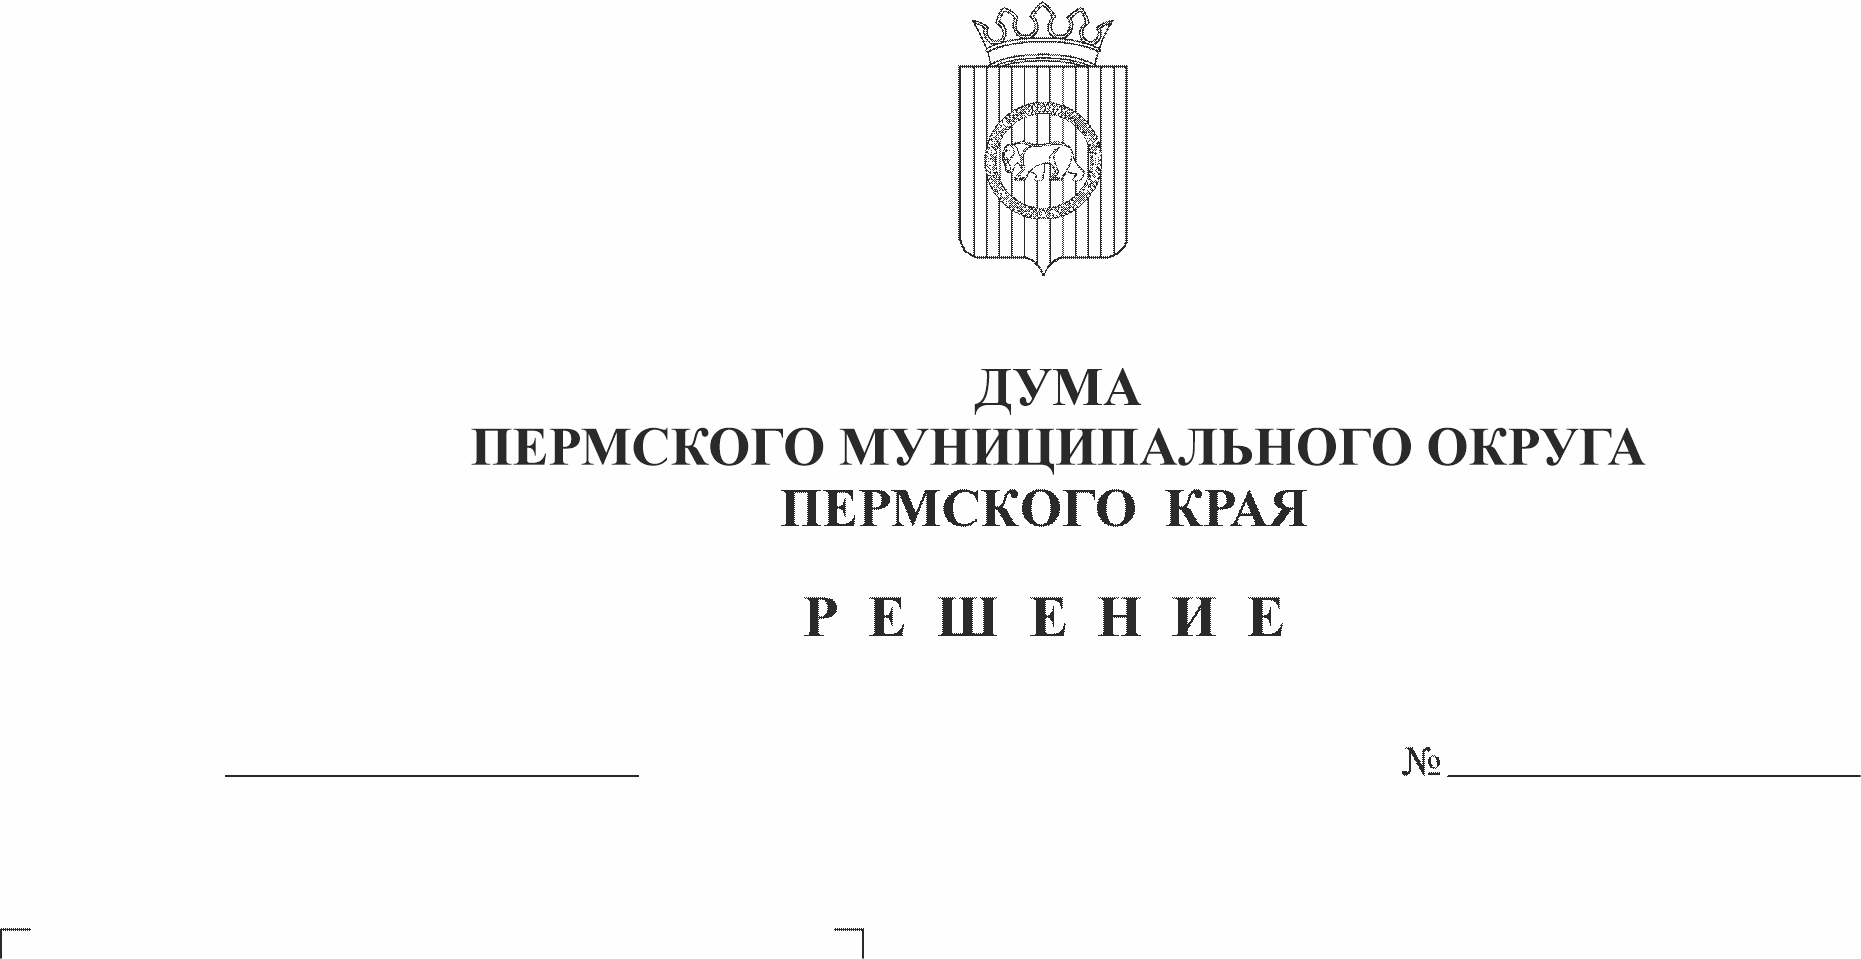 ДУМА
ПЕРМСКОГО МУНИЦИПАЛЬНОГО ОКРУГА
ПЕРМСКОГО КРАЯ
Р Е Ш Е Н И Е
№